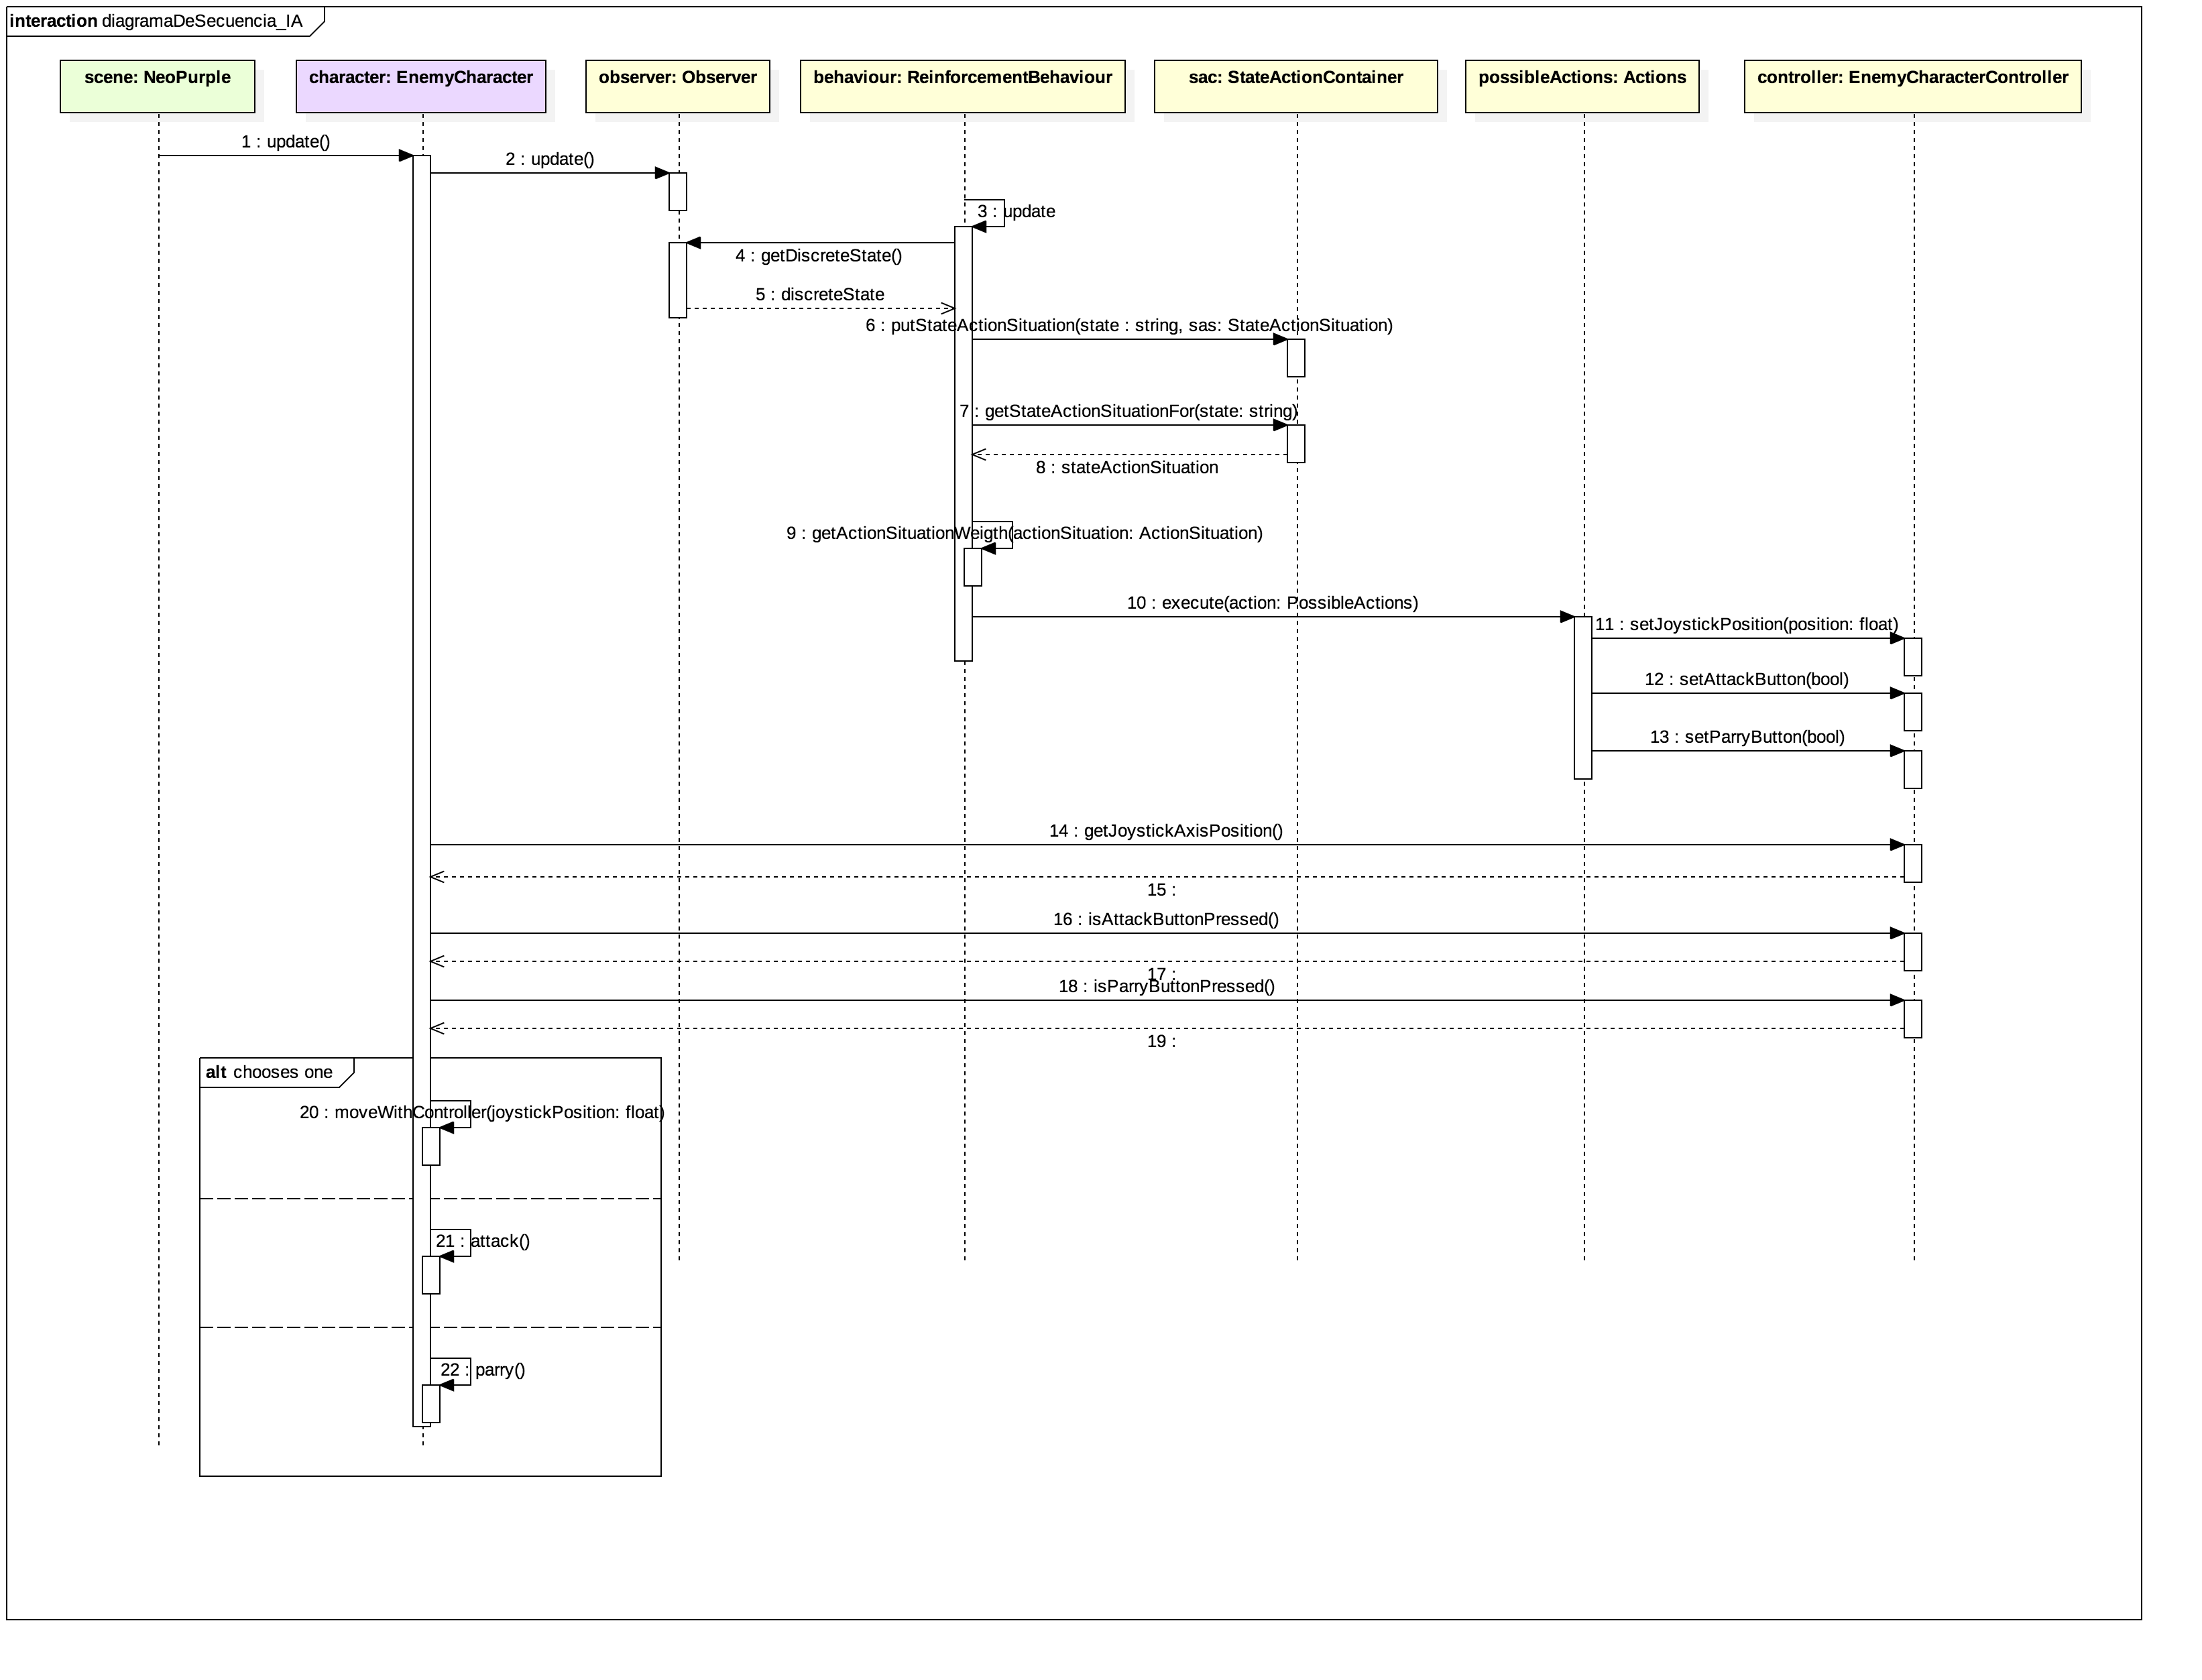 interaction diagramaDeSecuencia_IA
scene: NeoPurple
character: EnemyCharacter
observer: Observer
behaviour: ReinforcementBehaviour
sac: StateActionContainer
possibleActions: Actions
controller: EnemyCharacterController
1 : update()
2 : update()
3 : update
4 : getDiscreteState()
5 : discreteState
6 : putStateActionSituation(state : string, sas: StateActionSituation)
7 : getStateActionSituationFor(state: string)
8 : stateActionSituation
9 : getActionSituationWeigth(actionSituation: ActionSituation)
10 : execute(action: PossibleActions)
11 : setJoystickPosition(position: float)
12 : setAttackButton(bool)
13 : setParryButton(bool)
14 : getJoystickAxisPosition()
15 :
16 : isAttackButtonPressed()
17 :
18 : isParryButtonPressed()
19 :
alt chooses one
20 : moveWithController(joystickPosition: float)
21 : attack()
22 : parry()